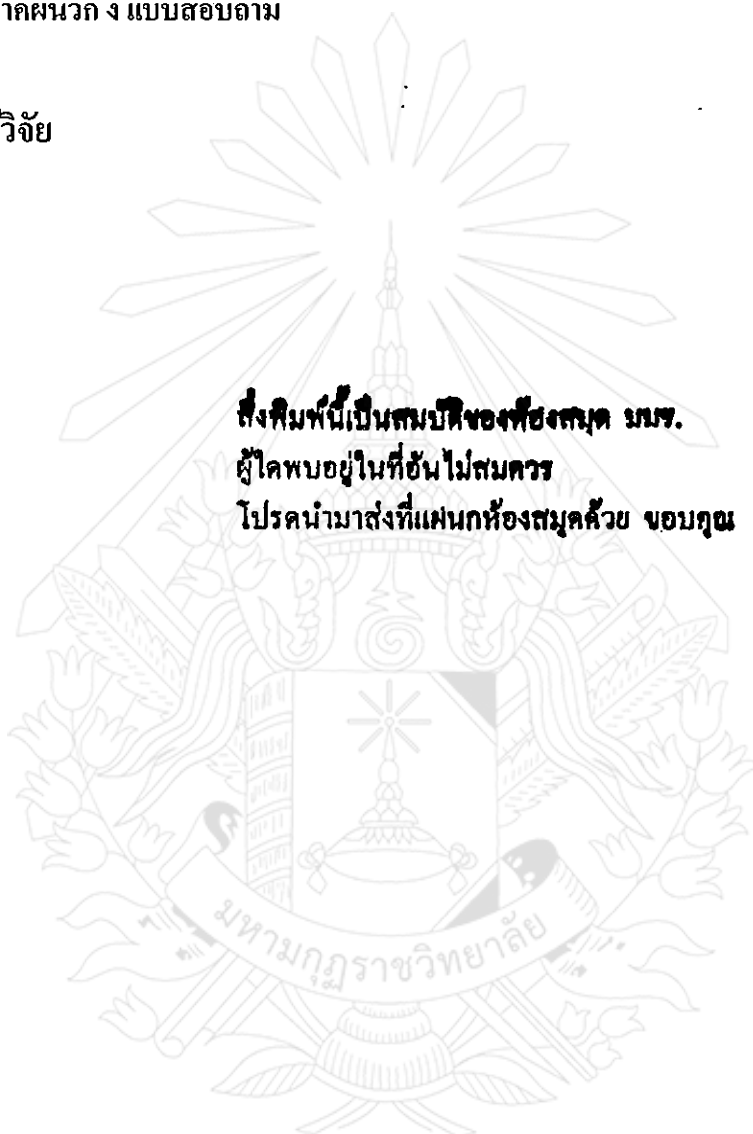 าคผนวก ง แบบสอบถาม
วิจัย
สิ่งพิมพ์นี้เป็นสมบัติของห้องสมุด มมร.
ผู้ใดพบอยู่ในที่อันไม่สมควร
โปรดนำมาส่งที่แผนกห้องสมุดด้วย ขอบคุณ
มหามกุฏราชวิทยาลัย